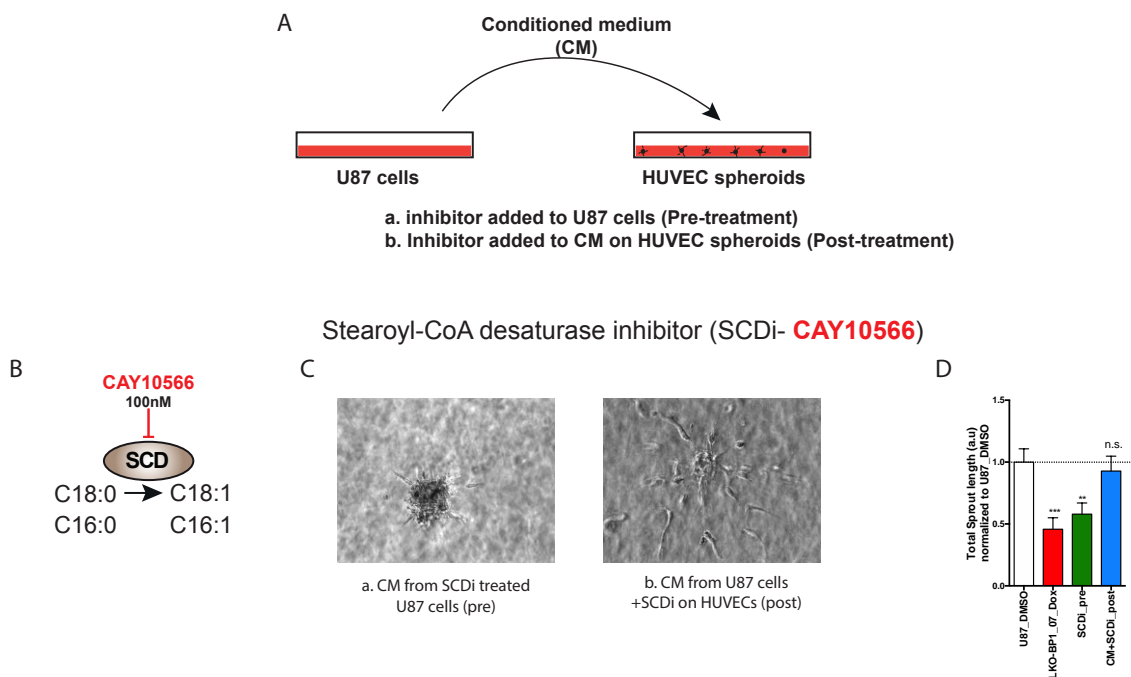 A
Conditioned medium
(CM)
U87 cells
HUVEC spheroids
a. inhibitor added to U87 cells (Pre-treatment)
b. Inhibitor added to CM on HUVEC spheroids (Post-treatment)
Stearoyl-CoA desaturase inhibitor (SCDi- CAY10566)
B
CAY10566
100nM
SCD
C18:0 C18:1
C16:0 C16:1
C
a. CM from SCDi treated
U87 cells (pre)
b. CM from U87 cells
+SCDi on HUVECs (post)
D
Total Sprout length (a.u)
normalized to U87_DMSO
1.5
1.0
0.5
0.0
***
**
n.s.
U87_DMSO
LKO-BP1_07_Dox
SCDi_pre
CM+SCDi_post